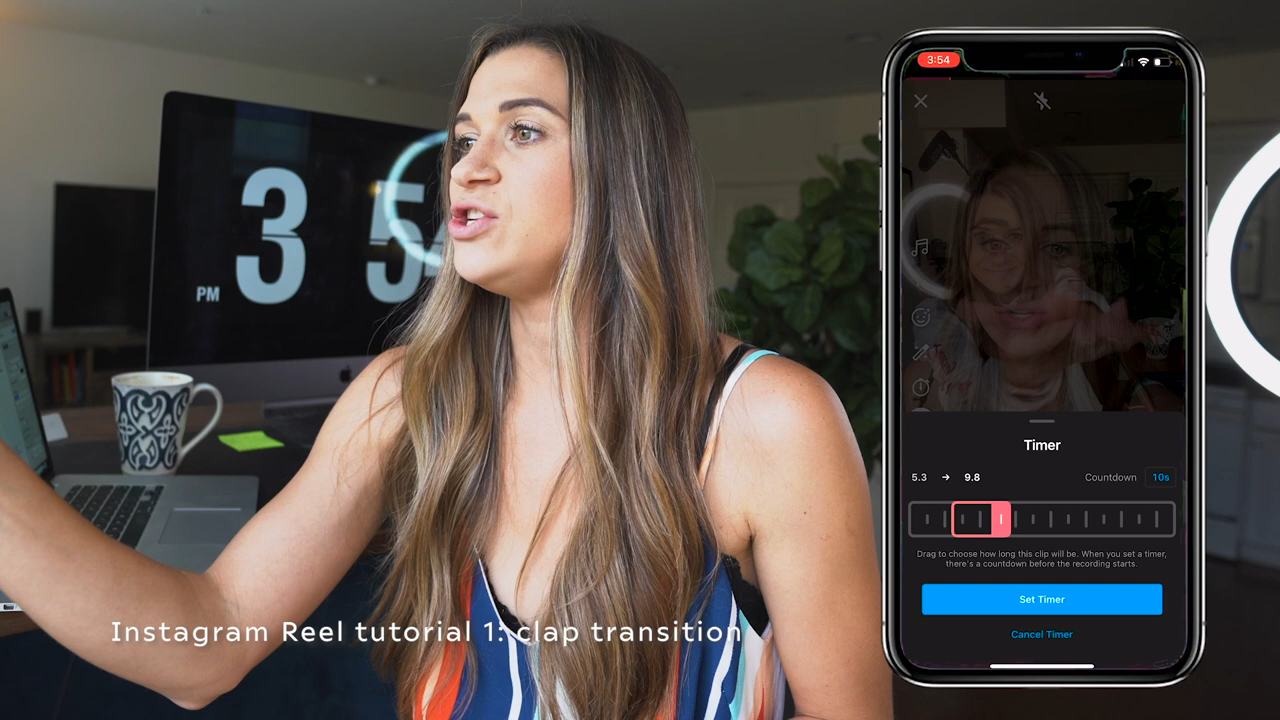 3 5
PM
Instagram Reel tutorial 1: clap transition
3:54
Timer
5.3 → 9.8 Countdown 10s
Drag to choose how long this clip will be. When you set a timer,
there's a countdown before the recording starts.
Set Timer
Cancel Timer